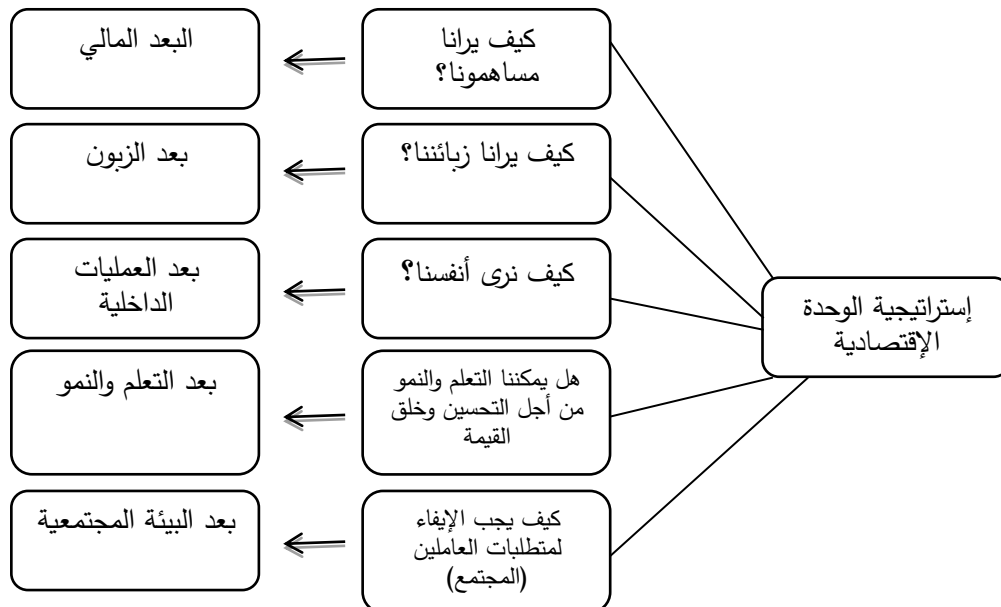 إستراتيجية الوحدة
الإقتصادية
كيف يرانا
مساهمونا؟
البعد المالي
كيف يرانا زبائننا؟
بعد الزبون
كيف نرى أنفسنا؟
بعد العمليات
الداخلية
هل يمكننا التعلم والنمو
من أجل التحسين وخلق
القيمة
بعد التعلم والنمو
كيف يجب الإيفاء
لمتطلبات العاملين
(المجتمع)
بعد البيئة المجتمعية